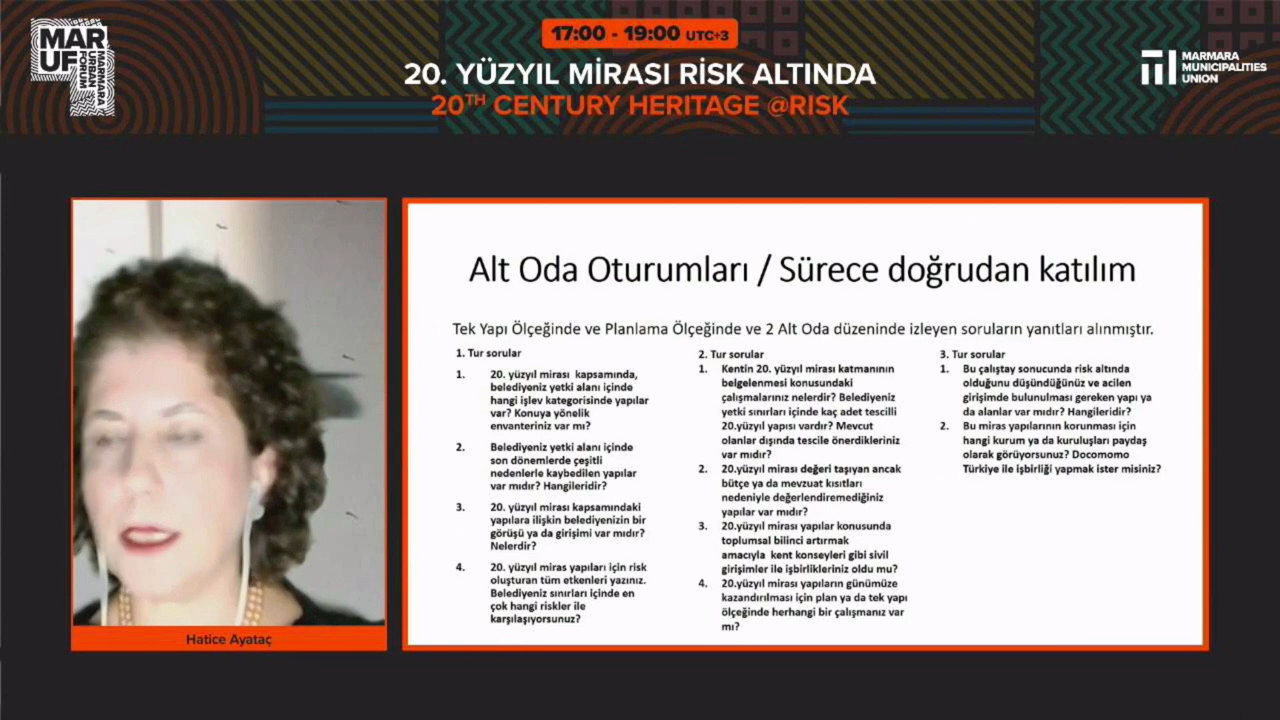 MAR
UF
MARMARA
URBAN
FORUM
17:00 - 19:00 UTC+3
20. YÜZYIL MİRASI RİSK ALTINDA
20TH CENTURY HERITAGE @RISK
MARMARA
MUNICIPALITIES
UNION
Hatice Ayataç
Alt Oda Oturumları / Sürece doğrudan katılım
Tek Yapı Ölçeğinde ve Planlama Ölçeğinde ve 2 Alt Oda düzeninde izleyen soruların yanıtları alınmıştır.
1. Tur sorular
1. 20. yüzyıl mirası kapsamında,
belediyeniz yetki alanı içinde
hangi işlev kategorisinde yapılar
var? Konuya yönelik
envanteriniz var mı?
2. Belediyeniz yetki alanı içinde
son dönemlerde çeşitli
nedenlerle kaybedilen yapılar
var mıdır? Hangileridir?
3. 20. yüzyıl mirası kapsamındaki
yapılara ilişkin belediyenizin bir
görüşü ya da girişimi var mıdır?
Nelerdir?
4. 20. yüzyıl miras yapıları için risk
oluşturan tüm etkenleri yazınız.
Belediyeniz sınırları içinde en
çok hangi riskler ile
karşılaşıyorsunuz?
2. Tur sorular
1. Kentin 20. yüzyıl mirası katmanının
belgelenmesi konusundaki
çalışmalarınız nelerdir? Belediyeniz
yetki sınırları içinde kaç adet tescilli
20.yüzyıl yapısı vardır? Mevcut
olanlar dışında tescile önerdikleriniz
var mıdır?
2. 20.yüzyıl mirası değeri taşıyan ancak
bütçe ya da mevzuat kısıtları
nedeniyle değerlendiremediğiniz
yapılar var mıdır?
3. 20.yüzyıl mirası yapılar konusunda
toplumsal bilinci artırmak
amacıyla kent konseyleri gibi sivil
girişimler ile işbirlikleriniz oldu mu?
4. 20.yüzyıl mirası yapıların günümüze
kazandırılması için plan ya da tek yapı
ölçeğinde herhangi bir çalışmanız var
mı?
3. Tur sorular
1. Bu çalıştay sonucunda risk altında
olduğunu düşündüğünüz ve acilen
girişimde bulunulması gereken yapı ya
da alanlar var mıdır? Hangileridir?
2. Bu miras yapılarının korunması için
hangi kurum ya da kuruluşları paydaş
olarak görüyorsunuz? Docomomo
Türkiye ile işbirliği yapmak ister misiniz?